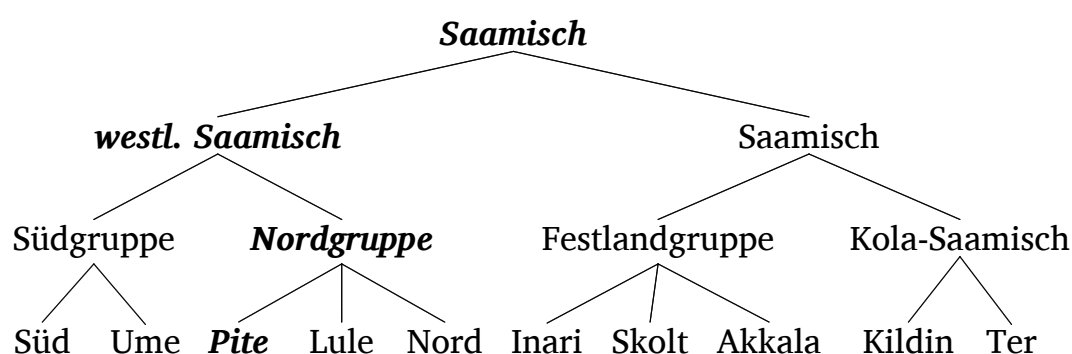 Saamisch
westl. Saamisch Saamisch
Südgruppe Nordgruppe Festlandgruppe Kola-Saamisch
Süd Ume Pite Lule Nord Inari Skolt Akkala Kildin Ter